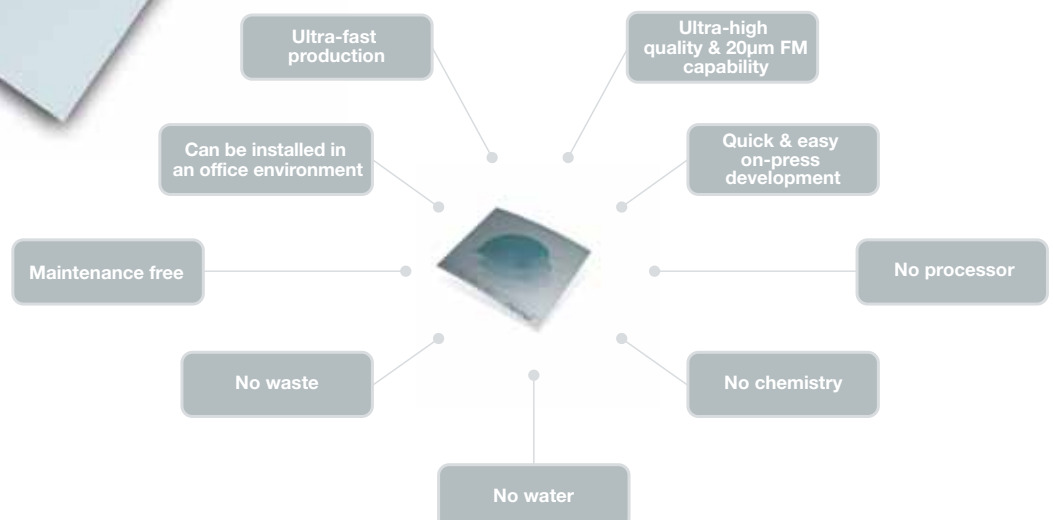 Ultra-fast
production
Ultra-high
quality & 20µm FM
capability
Can be installed in
an office environment
Quick & easy
on-press
development
Maintenance free
No processor
No waste
No chemistry
No water